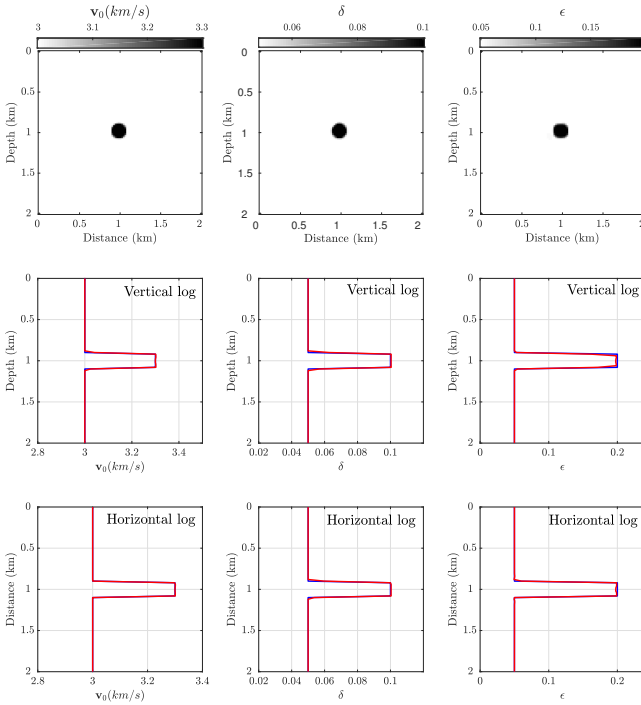 v₀(km/s)
3 3.1 3.2 3.3
δ
0.06 0.08 0.1
ϵ
0.05 0.1 0.15
0
0.5
1
1.5
2
Depth (km)
0 0.5 1 1.5 2
Distance (km)
0
0.5
1
1.5
2
Depth (km)
0 0.5 1 1.5 2
Distance (km)
0
0.5
1
1.5
2
Depth (km)
0 0.5 1 1.5 2
Distance (km)
Vertical log
0
0.5
1
1.5
2
Depth (km)
2.8 3 3.2 3.4
v₀(km/s)
Vertical log
0
0.5
1
1.5
2
Depth (km)
0.02 0.04 0.06 0.08 0.1
δ
Vertical log
0
0.5
1
1.5
2
Depth (km)
0 0.1 0.2
ϵ
Horizontal log
0
0.5
1
1.5
2
Distance (km)
2.8 3 3.2 3.4
v₀(km/s)
Horizontal log
0
0.5
1
1.5
2
Distance (km)
0.02 0.04 0.06 0.08 0.1
δ
Horizontal log
0
0.5
1
1.5
2
Distance (km)
0 0.1 0.2
ϵ